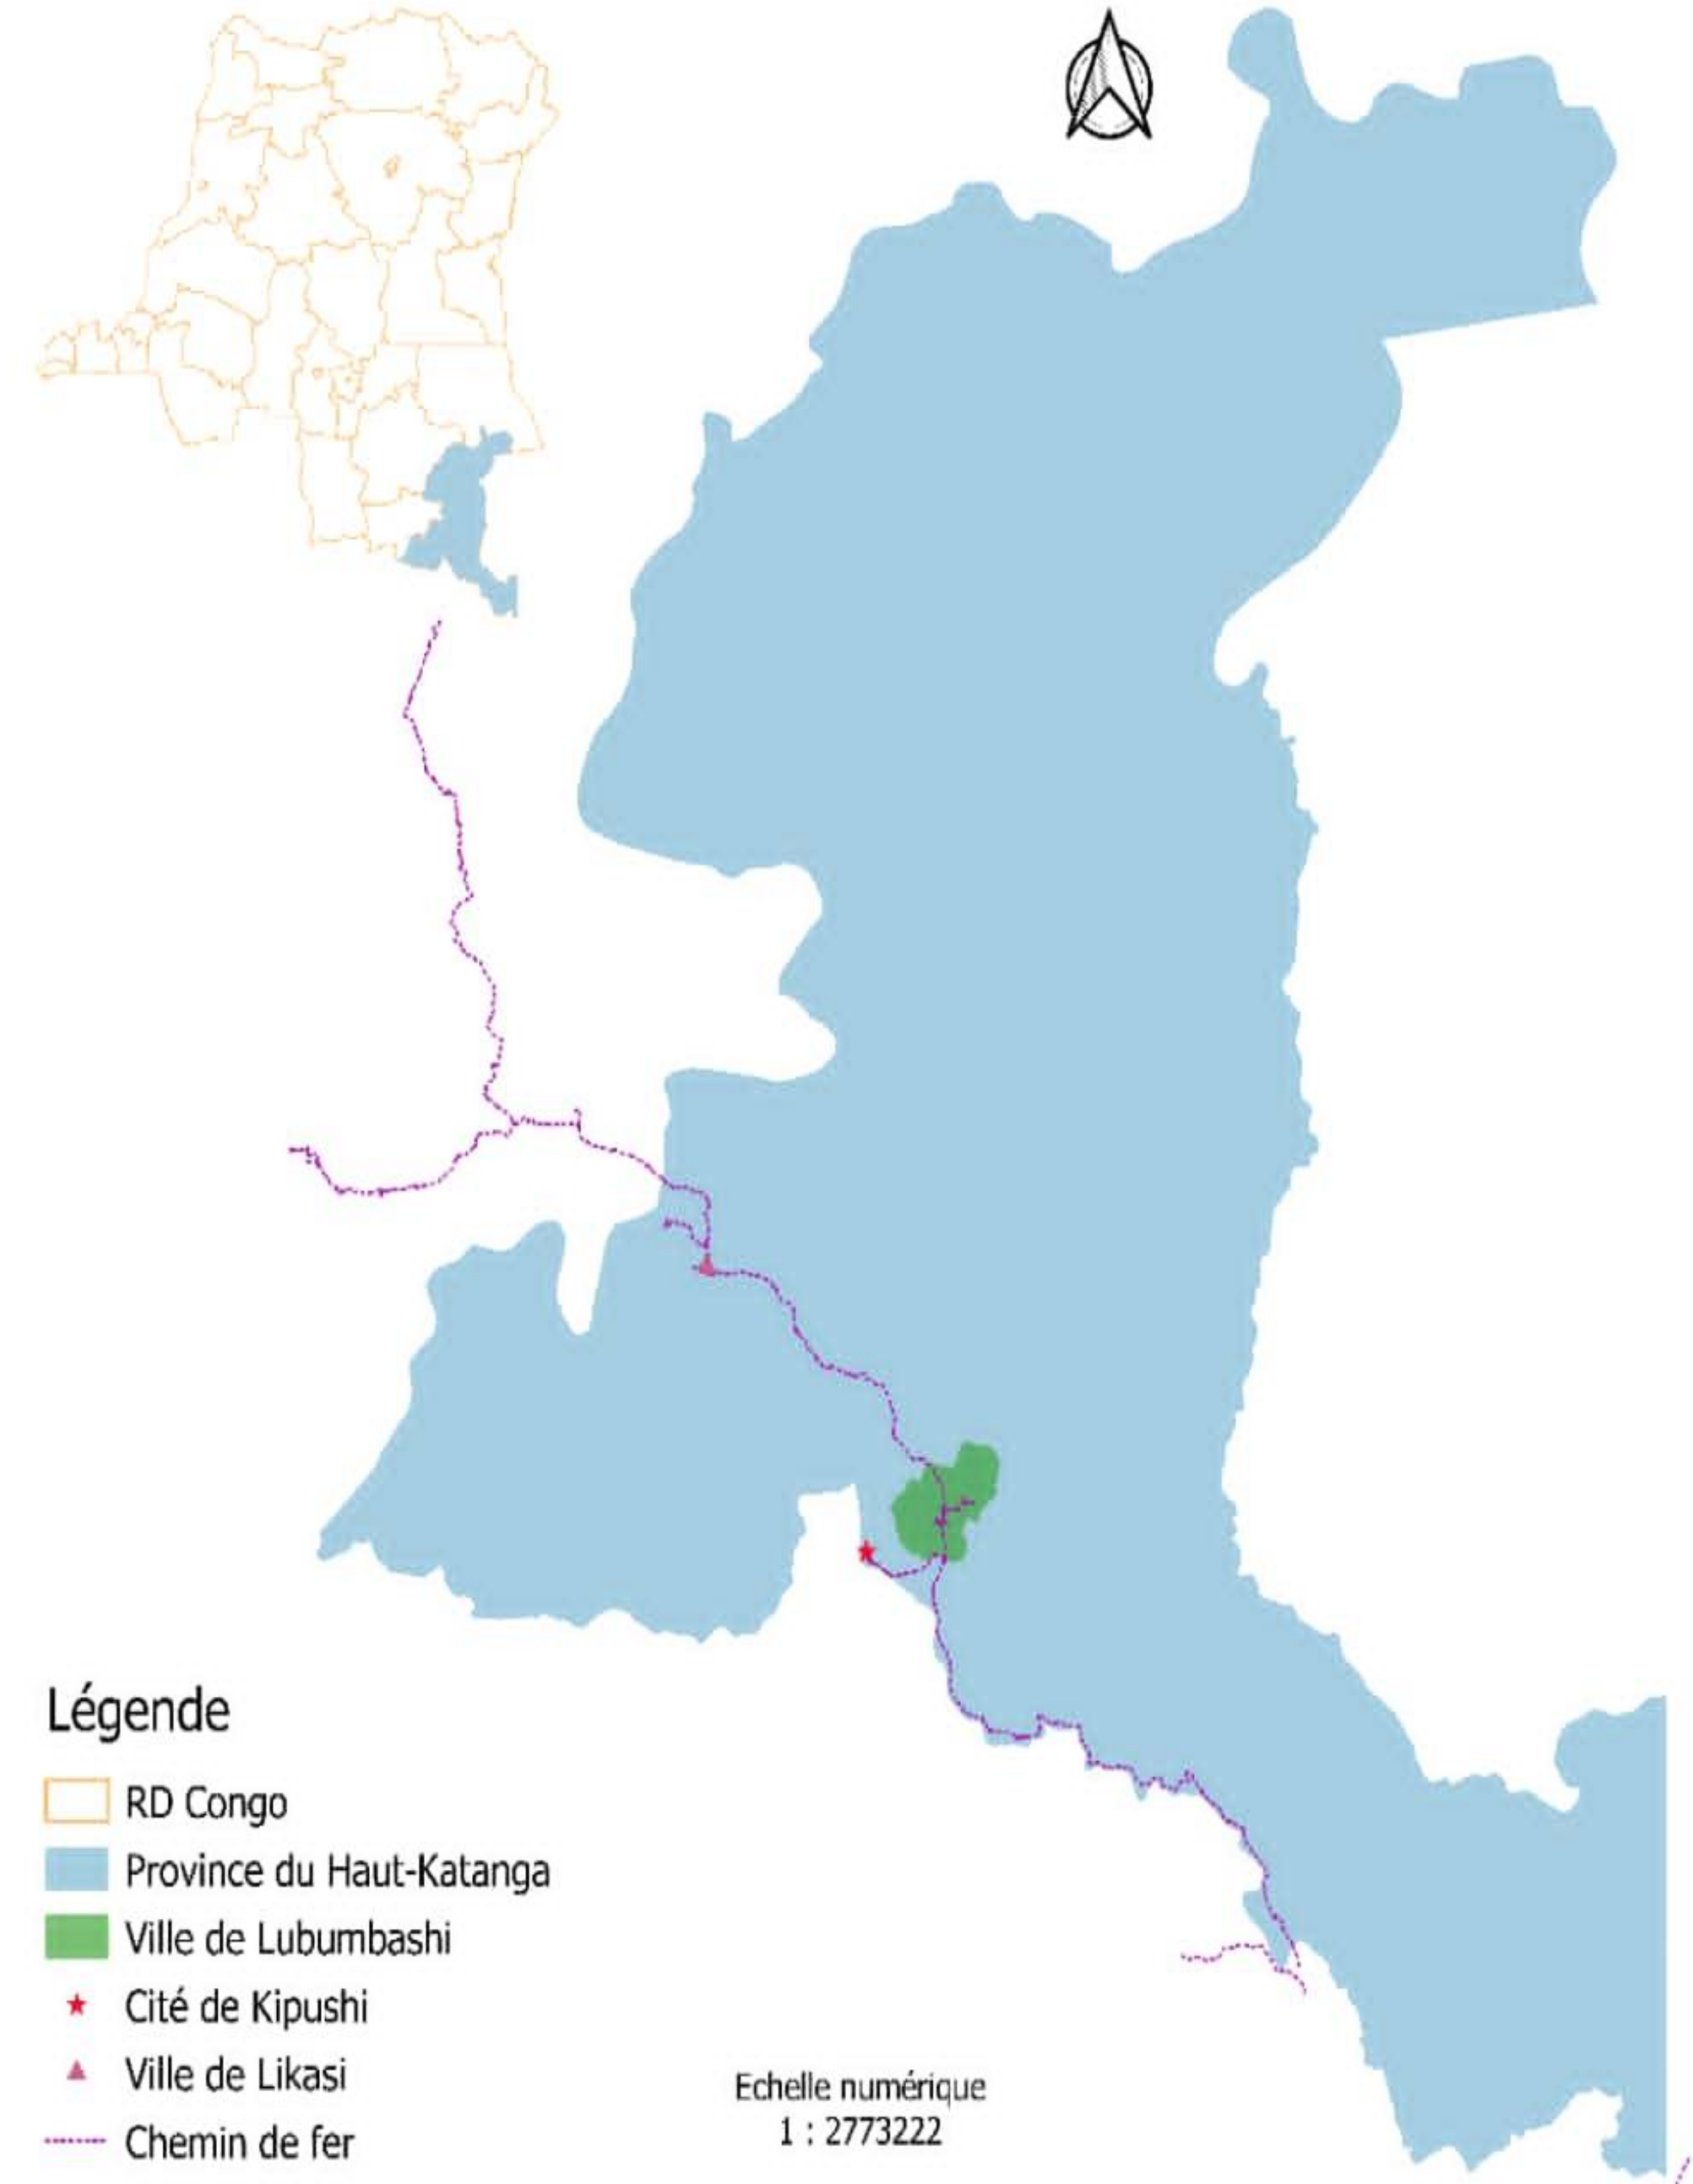 Légende
RD Congo
Province du Haut-Katanga
Ville de Lubumbashi
Cité de Kipushi
Ville de Likasi
Chemin de fer
Echelle numérique
1 : 2773222